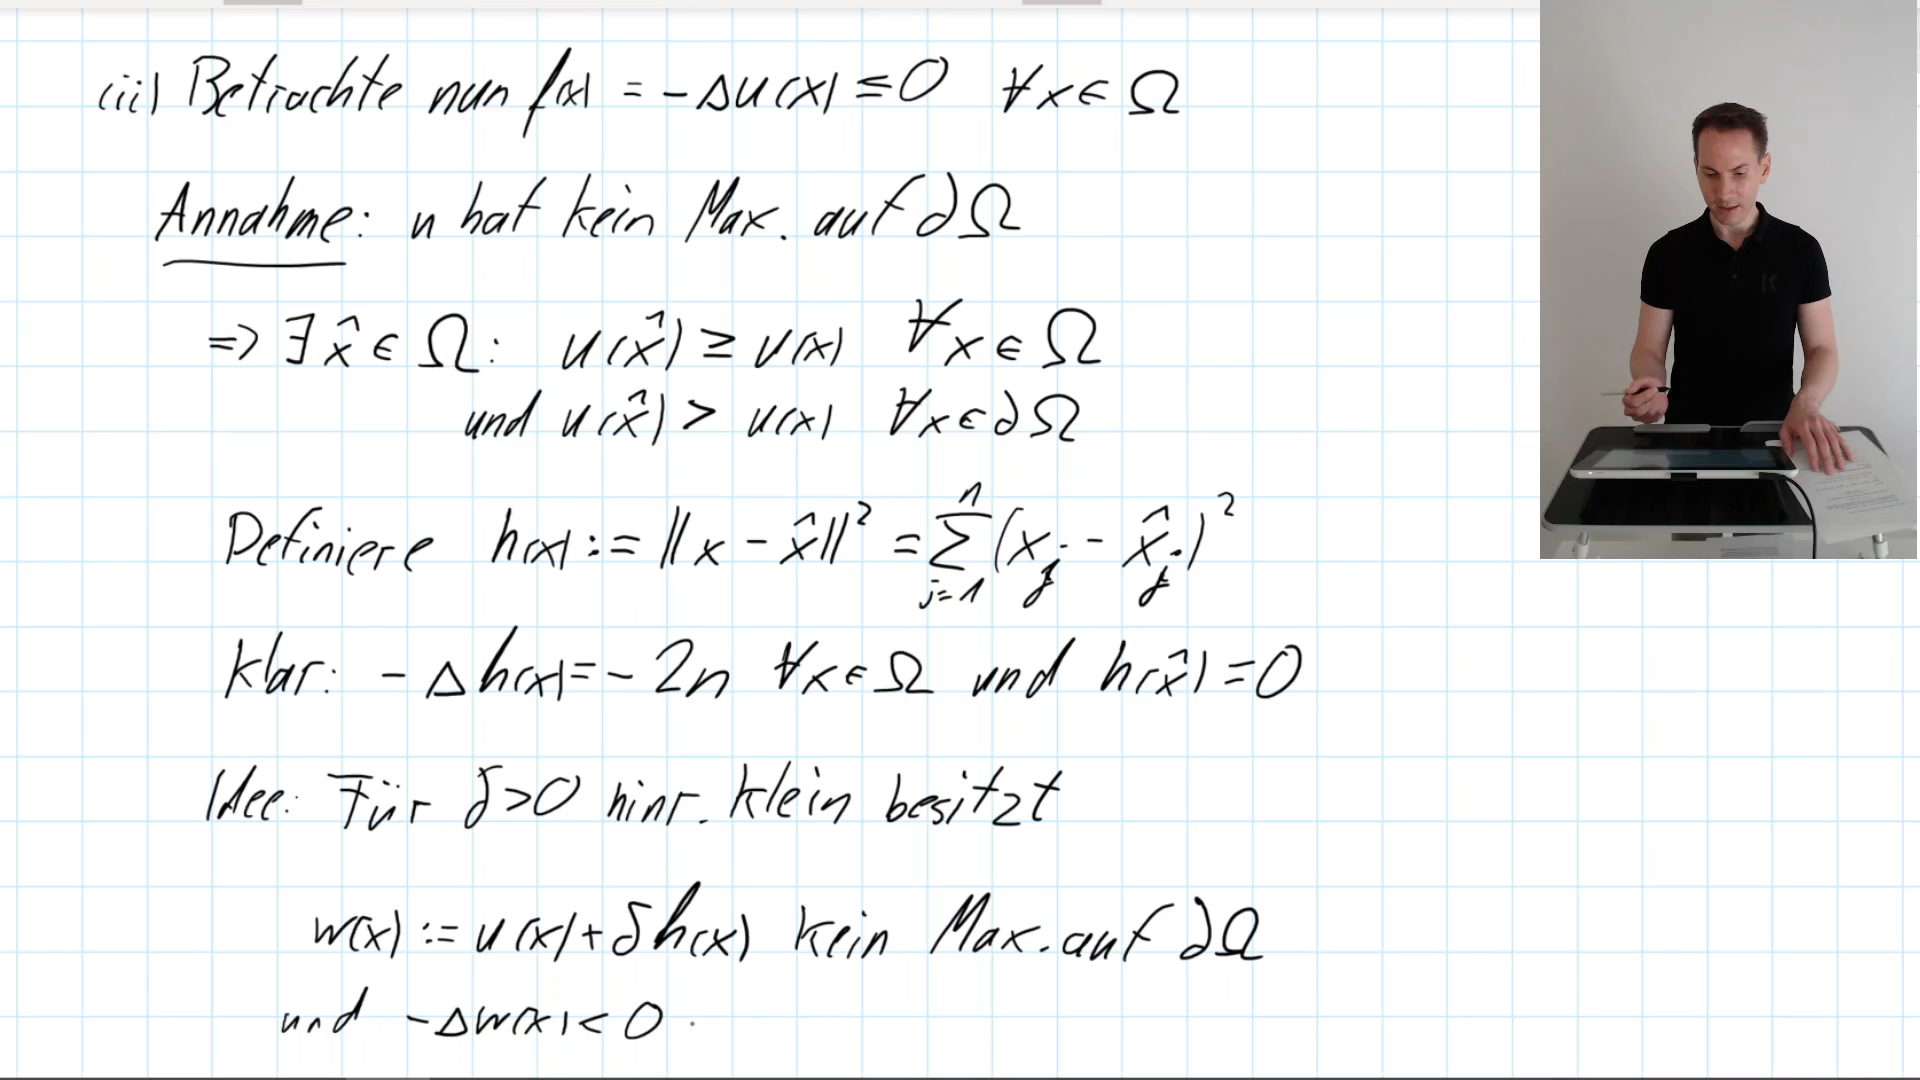 (ii) Betrachte nun f(x) = -Δu(x) ≤ 0 ∀x∈Ω
Annahme: u hat kein Max. auf ∂Ω
=> ∃ x̂ ∈ Ω: u(x̂) ≥ u(x) ∀x∈Ω
und u(x̂) > u(x) ∀x∈∂Ω
Definiere h(x) := ||x - x̂||² = ∑_{j=1}^{n} (x_j - x̂_j)²
Klar: -Δh(x) = -2n ∀x∈Ω und h(x̂) = 0
Idee: Für δ>0 hinr. klein besitzt
w(x) := u(x) + δh(x) kein Max. auf ∂Ω
und -Δw(x) < 0.